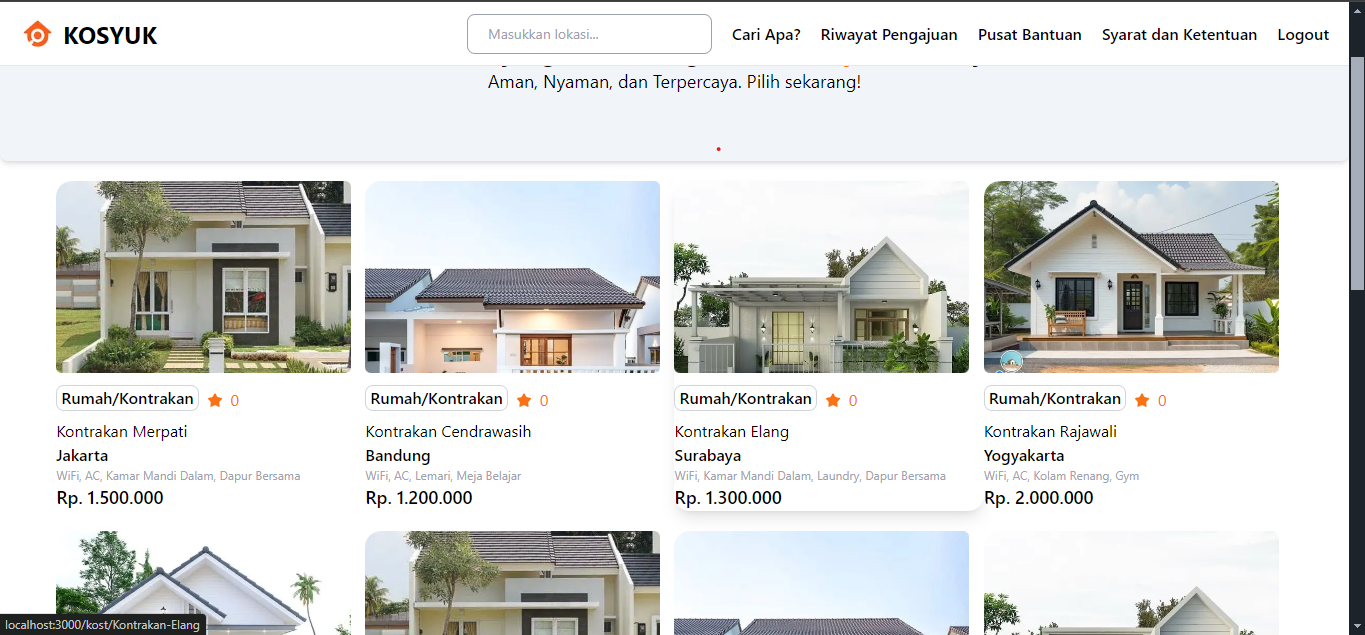 KOSYUK
Masukkan lokasi...
Cari Apa?
Riwayat Pengajuan
Pusat Bantuan
Syarat dan Ketentuan
Logout
Aman, Nyaman, dan Terpercaya. Pilih sekarang!
Rumah/Kontrakan 0
Kontrakan Merpati
Jakarta
WiFi, AC, Kamar Mandi Dalam, Dapur Bersama
Rp. 1.500.000
Rumah/Kontrakan 0
Kontrakan Cendrawasih
Bandung
WiFi, AC, Lemari, Meja Belajar
Rp. 1.200.000
Rumah/Kontrakan 0
Kontrakan Elang
Surabaya
WiFi, Kamar Mandi Dalam, Laundry, Dapur Bersama
Rp. 1.300.000
Rumah/Kontrakan 0
Kontrakan Rajawali
Yogyakarta
WiFi, AC, Kolam Renang, Gym
Rp. 2.000.000
localhost:3000/kost/Kontrakan-Elang